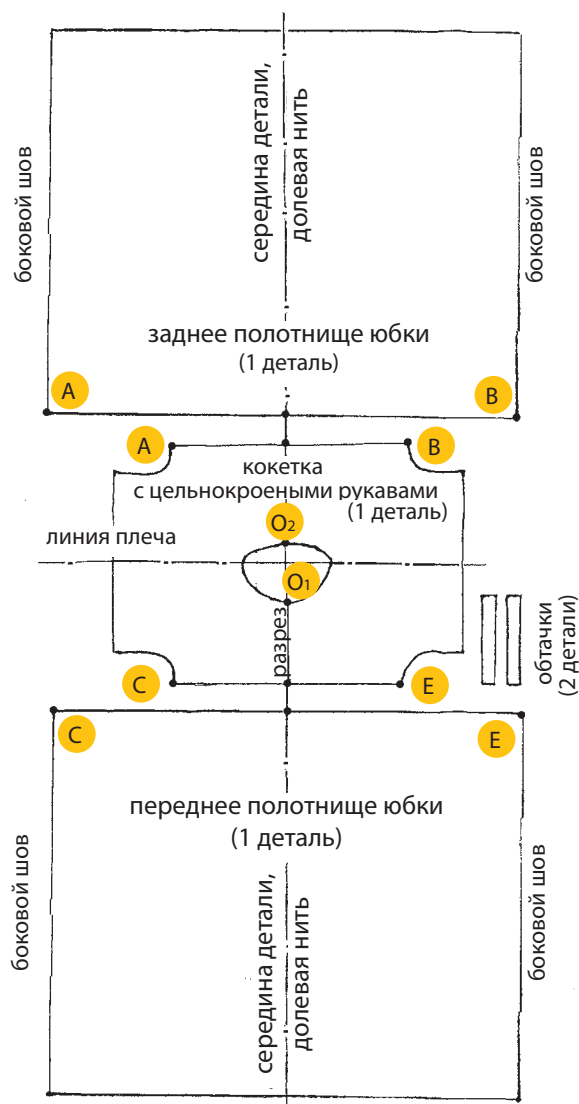 середина детали,
долевая нить
боковой шов
боковой шов
заднее полотнище юбки
(1 деталь)
A
B
A
B
кокетка
с цельнокроеными рукавами
(1 деталь)
O2
линия плеча
O1
разрез
обтачки
(2 детали)
C
E
C
E
переднее полотнище юбки
(1 деталь)
боковой шов
боковой шов
середина детали,
долевая нить